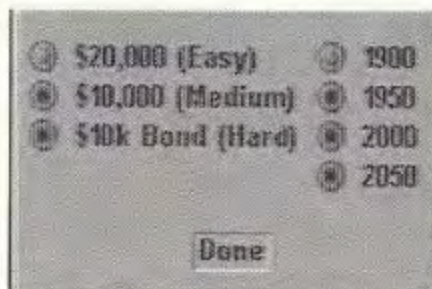 $20,000 (Easy) 1900
$10,000 (Medium) 1950
$10k Bond (Hard) 2000
2050
Done